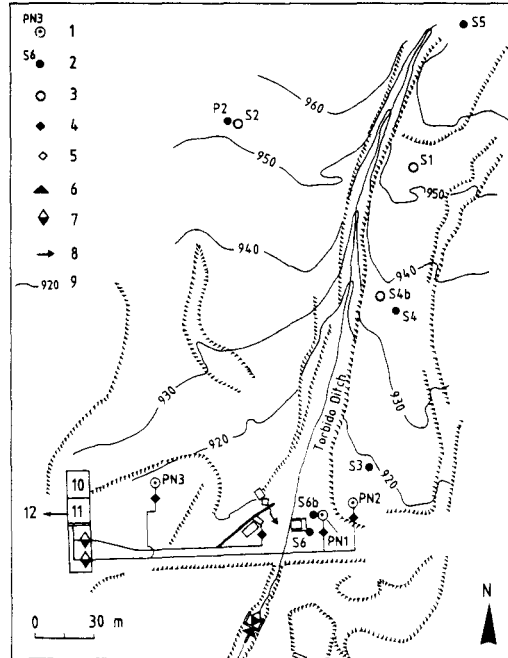 PN3 1
S6 2
3
4
5
6
7
8
920 9
S5
960
P2 S2
950
S1
950
940
940
S4b
S4
930
930
Torbido Ditch
920
S3
920
10
PN3
12 11
S6b
PN2
S6
PN1
0 30 m
N